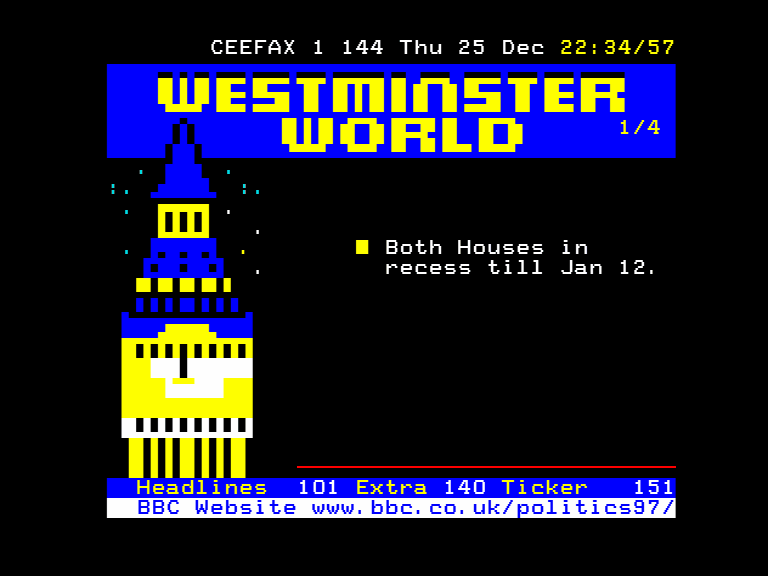 CEEFAX 1 144 Thu 25 Dec 22:34/57
WESTMINSTER
WORLD
1/4
Both Houses in
recess till Jan 12.
Headlines 101 Extra 140 Ticker 151
BBC Website www.bbc.co.uk/politics97/